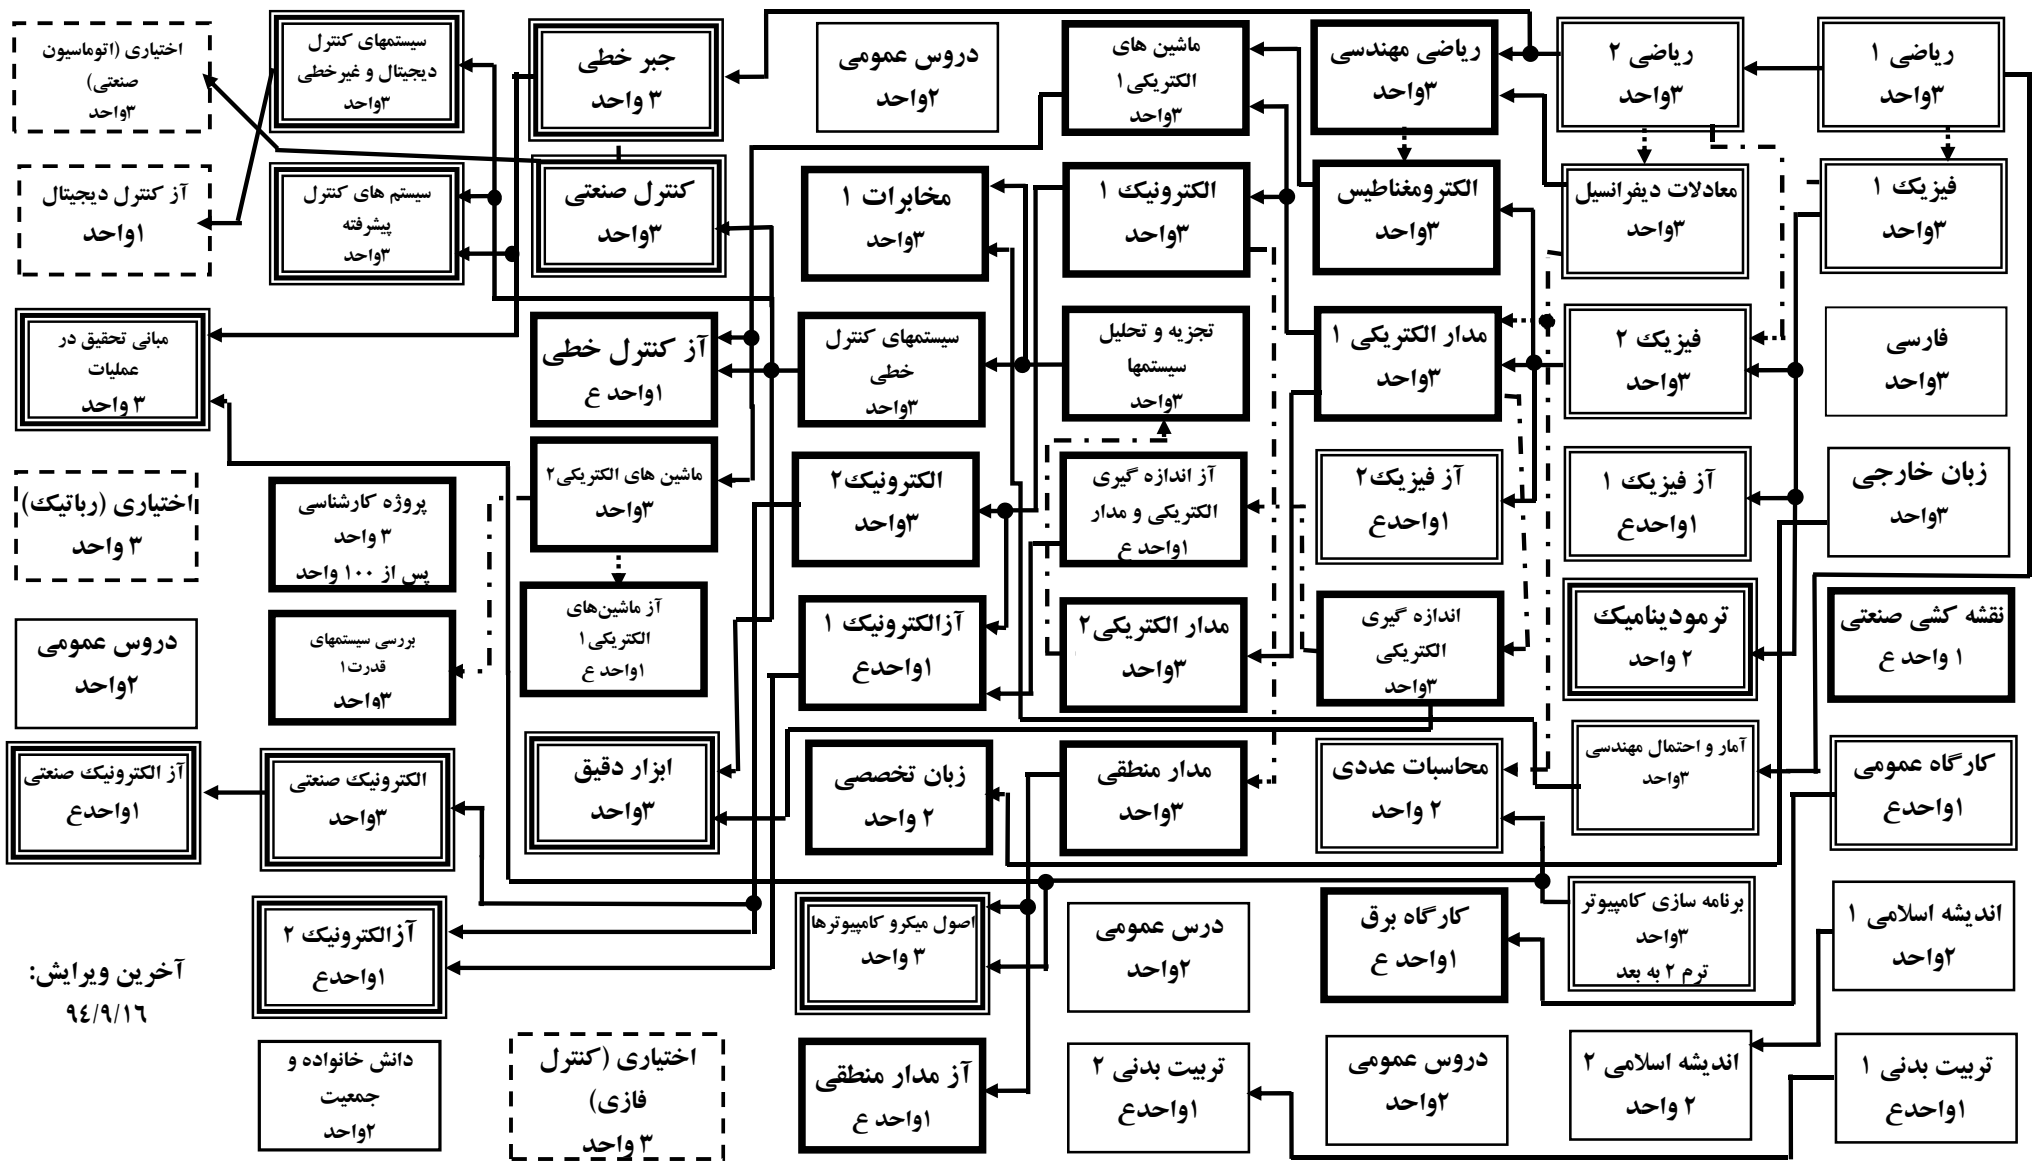 ریاضی ۱
۳واحد
فیزیک ۱
۳واحد
فارسی
۳واحد
زبان خارجی
۳واحد
نقشه کشی صنعتی
۱ واحد ع
کارگاه عمومی
۱واحدع
اندیشه اسلامی ۱
۲واحد
تربیت بدنی ۱
۱واحدع
ریاضی ۲
۳واحد
معادلات دیفرانسیل
۳واحد
فیزیک ۲
۳واحد
آز فیزیک ۱
۱واحدع
ترمودینامیک
۲ واحد
آمار و احتمال مهندسی
۳واحد
برنامه سازی کامپیوتر
۳واحد
ترم ۲ به بعد
اندیشه اسلامی ۲
۲ واحد
ریاضی مهندسی
۳واحد
الکترومغناطیس
۳واحد
مدار الکتریکی ۱
۳واحد
آز فیزیک۲
۱واحدع
اندازه گیری
الکتریکی
۳واحد
محاسبات عددی
۲ واحد
کارگاه برق
۱واحد ع
دروس عمومی
۲واحد
ماشین های
الکتریکی۱
۳واحد
الکترونیک ۱
۳واحد
تجزیه و تحلیل
سیستمها
۳واحد
آز اندازه گیری
الکتریکی و مدار
۱واحد ع
مدار الکتریکی۲
۳واحد
مدار منطقی
۳واحد
درس عمومی
۲واحد
تربیت بدنی ۲
۱واحدع
دروس عمومی
۲واحد
مخابرات ۱
۳واحد
سیستمهای کنترل
خطی
۳واحد
الکترونیک۲
۳واحد
آزالکترونیک ۱
۱واحدع
زبان تخصصی
۲ واحد
اصول میکرو کامپیوترها
۳ واحد
آز مدار منطقی
۱واحد ع
جبر خطی
۳ واحد
کنترل صنعتی
۳واحد
آز کنترل خطی
۱واحد ع
ماشین های الکتریکی۲
۳واحد
آز ماشین‌های
الکتریکی۱
۱واحد ع
ابزار دقیق
۳واحد
اختیاری (کنترل
فازی)
۳ واحد
سیستمهای کنترل
دیجیتال و غیرخطی
۳واحد
سیستم های کنترل
پیشرفته
۳واحد
پروژه کارشناسی
۳ واحد
پس از ۱۰۰ واحد
بررسی سیستمهای
قدرت۱
۳واحد
الکترونیک صنعتی
۳واحد
آزالکترونیک ۲
۱واحدع
دانش خانواده و
جمعیت
۲واحد
اختیاری (اتوماسیون
صنعتی)
۳واحد
آز کنترل دیجیتال
۱واحد
مبانی تحقیق در
عملیات
۳ واحد
اختیاری (رباتیک)
۳ واحد
دروس عمومی
۲واحد
آز الکترونیک صنعتی
۱واحدع
آخرین ویرایش:
٩٤/٩/١٦